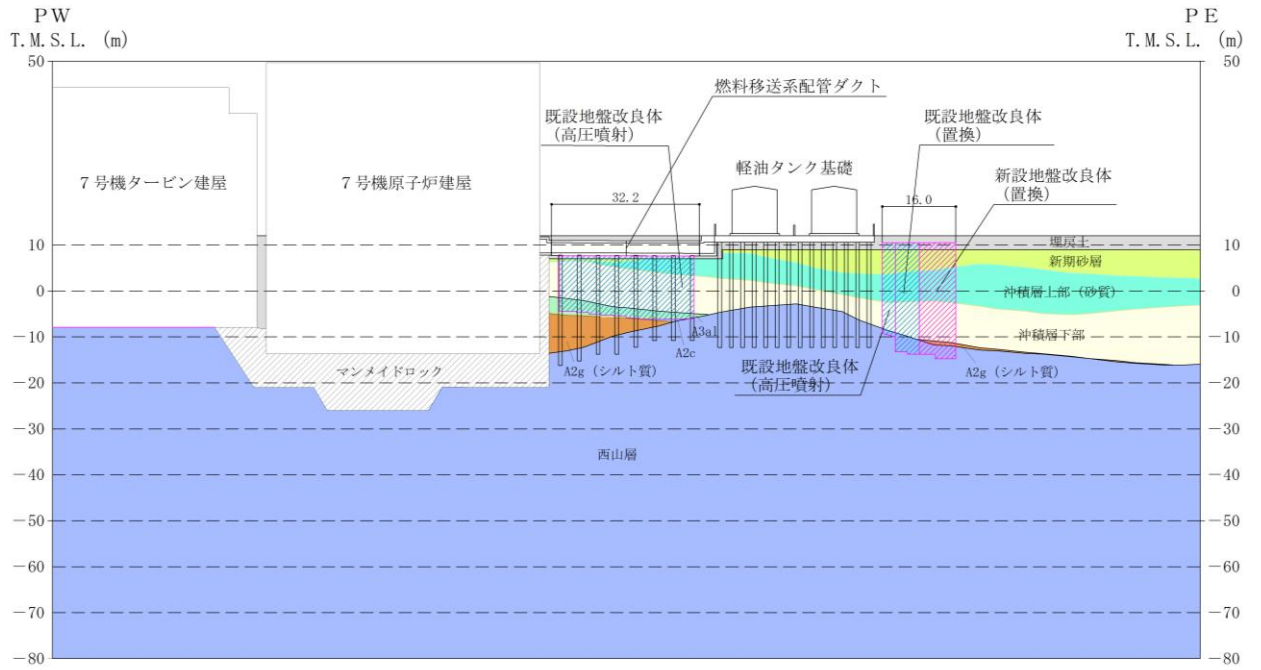 PW
T.M.S.L. (m)
PE
T.M.S.L. (m)
50
50
燃料移送系配管ダクト
既設地盤改良体
(高圧噴射)
既設地盤改良体
(置換)
7号機タービン建屋
7号機原子炉建屋
軽油タンク基礎
新設地盤改良体
(置換)
32.2
16.0
10
埋戻土
10
新期砂層
0
沖積層上部（砂質）
0
−10
A3a1
沖積層下部
−10
A2c
既設地盤改良体
(高圧噴射)
マンメイドロック
A2g（シルト質）
A2g（シルト質）
−20
−20
−30
−30
西山層
−40
−40
−50
−50
−60
−60
−70
−70
−80
−80